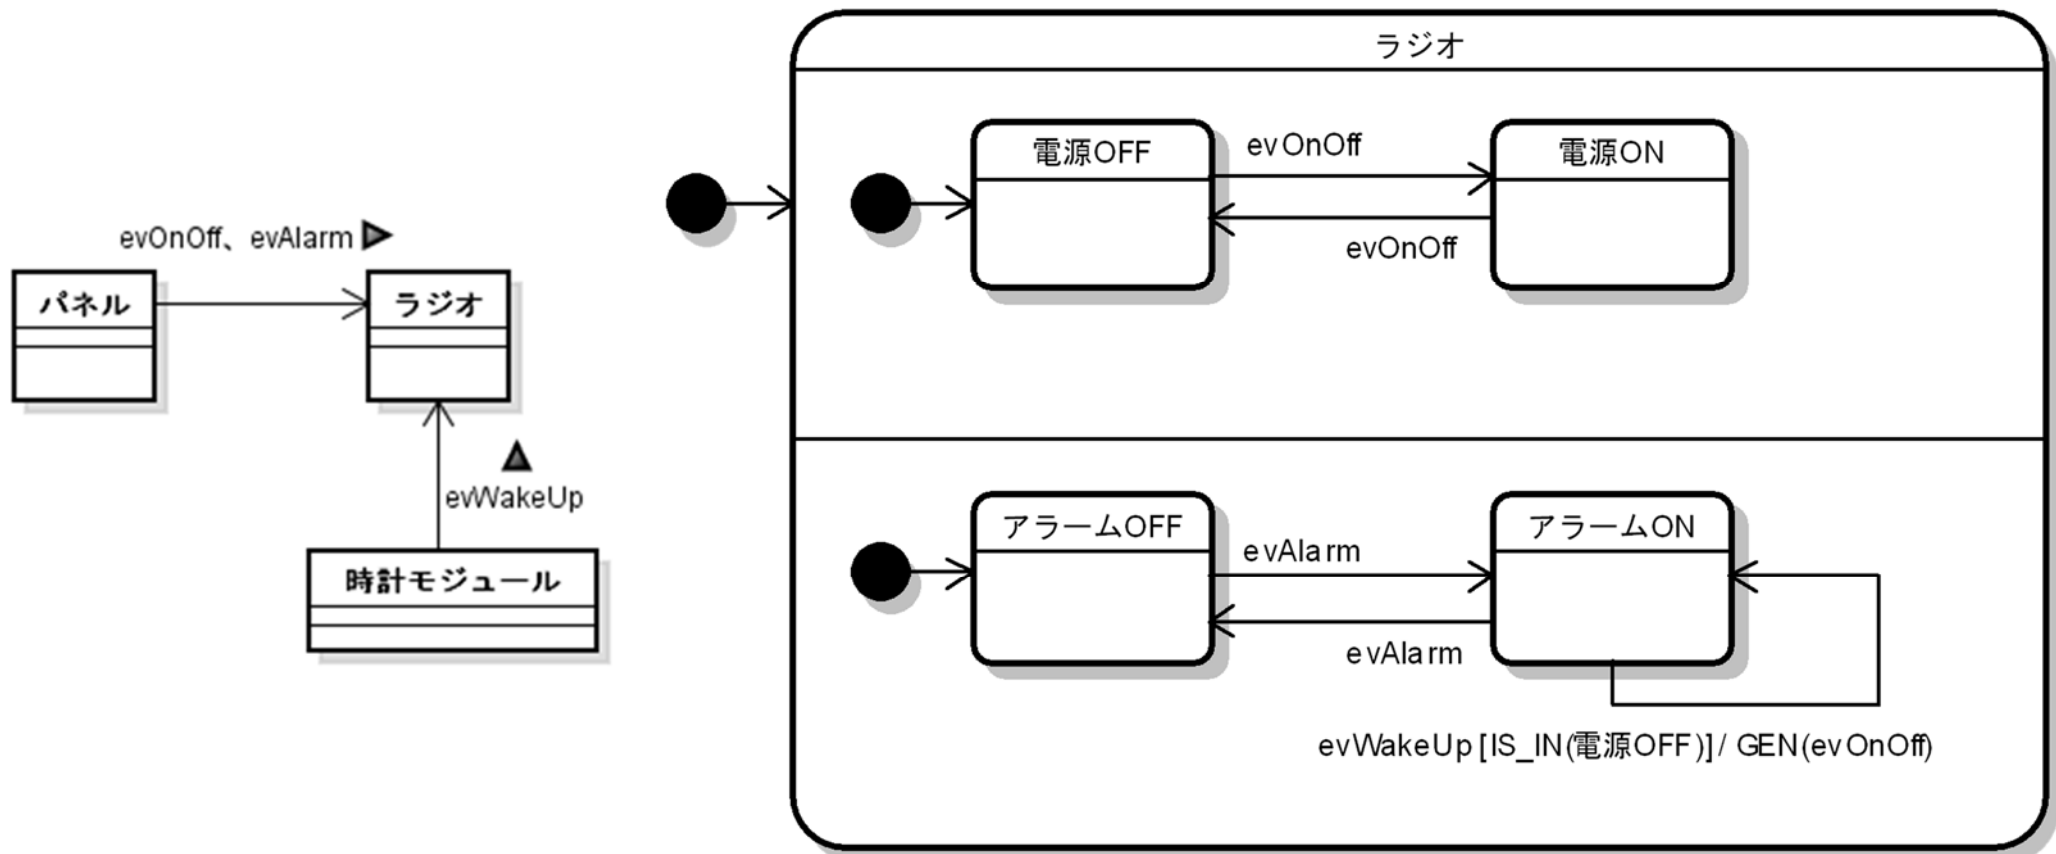 evOnOff、evAlarm
パネル
ラジオ
evWakeUp
時計モジュール
ラジオ
電源OFF
evOnOff
電源ON
evOnOff
アラームOFF
evAlarm
アラームON
evAlarm
evWakeUp [IS_IN(電源OFF)] / GEN(evOnOff)